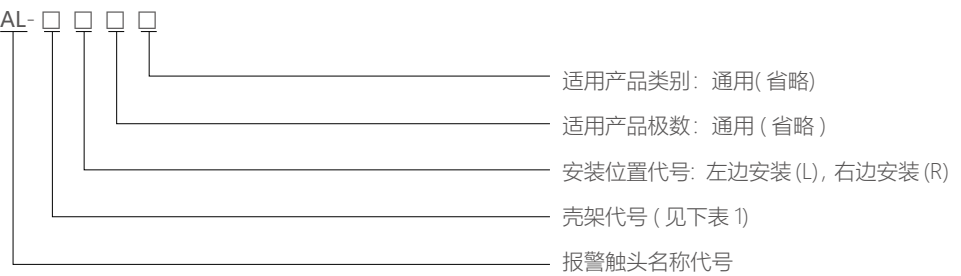 AL-□ □ □ □
适用产品类别：通用( 省略)
适用产品极数：通用 ( 省略 )
安装位置代号: 左边安装 (L), 右边安装 (R)
壳架代号 ( 见下表 1)
报警触头名称代号